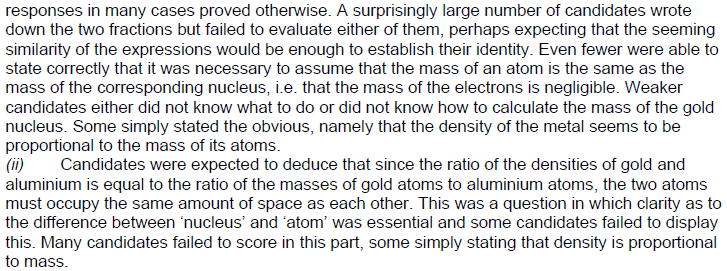 responses in many cases proved otherwise. A surprisingly large number of candidates wrote
down the two fractions but failed to evaluate either of them, perhaps expecting that the seeming
similarity of the expressions would be enough to establish their identity. Even fewer were able to
state correctly that it was necessary to assume that the mass of an atom is the same as the
mass of the corresponding nucleus, i.e. that the mass of the electrons is negligible. Weaker
candidates either did not know what to do or did not know how to calculate the mass of the gold
nucleus. Some simply stated the obvious, namely that the density of the metal seems to be
proportional to the mass of its atoms.
(ii) Candidates were expected to deduce that since the ratio of the densities of gold and
aluminium is equal to the ratio of the masses of gold atoms to aluminium atoms, the two atoms
must occupy the same amount of space as each other. This was a question in which clarity as to
the difference between ‘nucleus’ and ‘atom’ was essential and some candidates failed to display
this. Many candidates failed to score in this part, some simply stating that density is proportional
to mass.